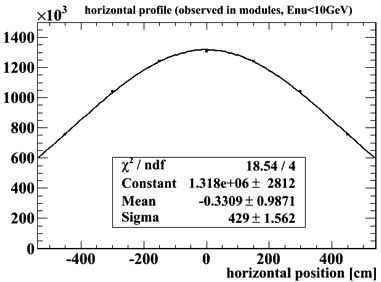 horizontal profile (observed in modules, Enu<10GeV)
×10³
1400
1200
1000
800
600
400
200
0
χ² / ndf 18.54 / 4
Constant 1.318e+06 ± 2812
Mean -0.3309 ± 0.9871
Sigma 429 ± 1.562
-400 -200 0 200 400
horizontal position [cm]